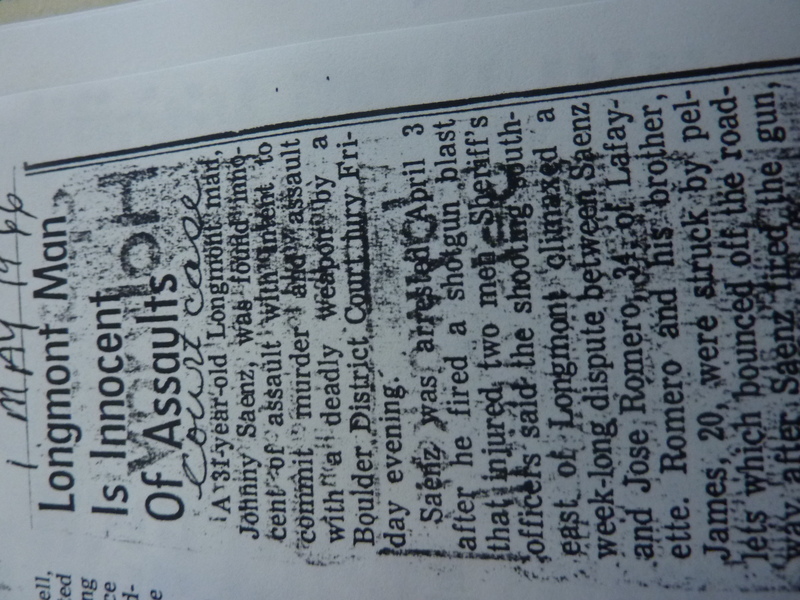 1 MAY 1966
Longmont Man
Is Innocent
Of Assaults
court case
A 31-year-old Longmont man,
Johnny Saenz, was found inno-
cent of assault with intent to
commit murder and assault
with a deadly weapon by a
Boulder District Court jury Fri-
day evening.
Saenz was arrested April 3
after he fired a shotgun blast
that injured two men. Sheriff's
officers said the shooting south-
east of Longmont climaxed a
week-long dispute between Saenz
and Jose Romero, 34, of Lafay-
ette. Romero and his brother,
James, 20, were struck by pel-
lets which bounced off the road-
way after Saenz fired the gun,
ell,
ted
ng
ce
d-
e